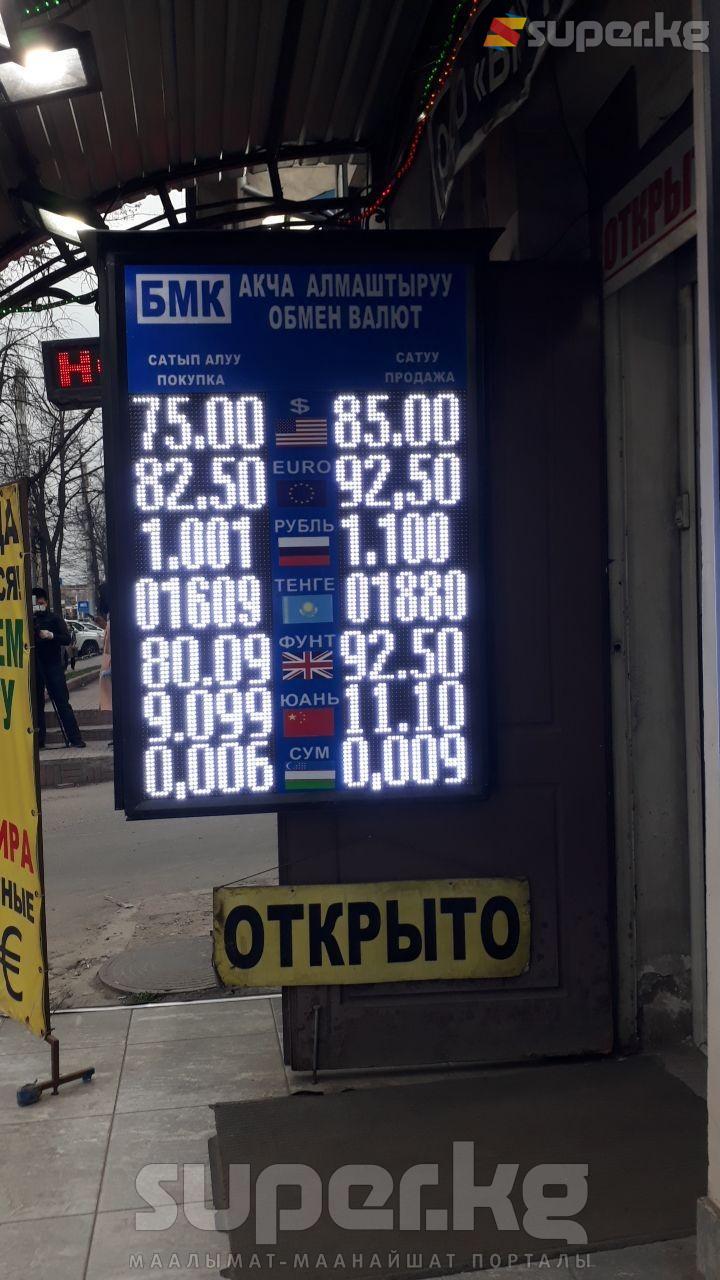 super.kg
ОТКРЫ
БМК
АКЧА АЛМАШТЫРУУ
ОБМЕН ВАЛЮТ
САТЫП АЛУУ
ПОКУПКА
САТУУ
ПРОДАЖА
75.00 $ 85.00
82.50 EURO 92,50
1.001 РУБЛЬ 1.100
01609 ТЕНГЕ 01880
80.09 ФУНТ 92.50
9.099 ЮАНЬ 11.10
0,006 СУМ 0,009
ОТКРЫТО
€
super.kg
МААЛЫМАТ-МААНАЙШАТ ПОРТАЛЫ